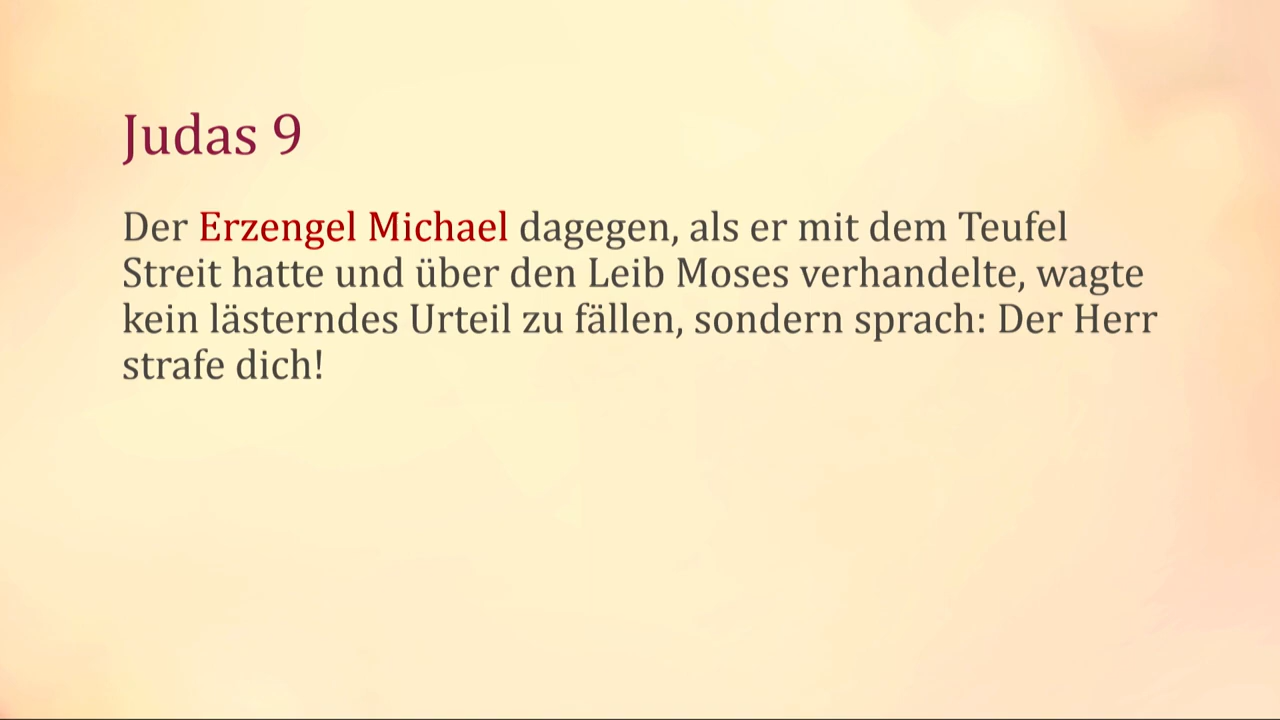 Judas 9
Der Erzengel Michael dagegen, als er mit dem Teufel
Streit hatte und über den Leib Moses verhandelte, wagte
kein lästerndes Urteil zu fällen, sondern sprach: Der Herr
strafe dich!